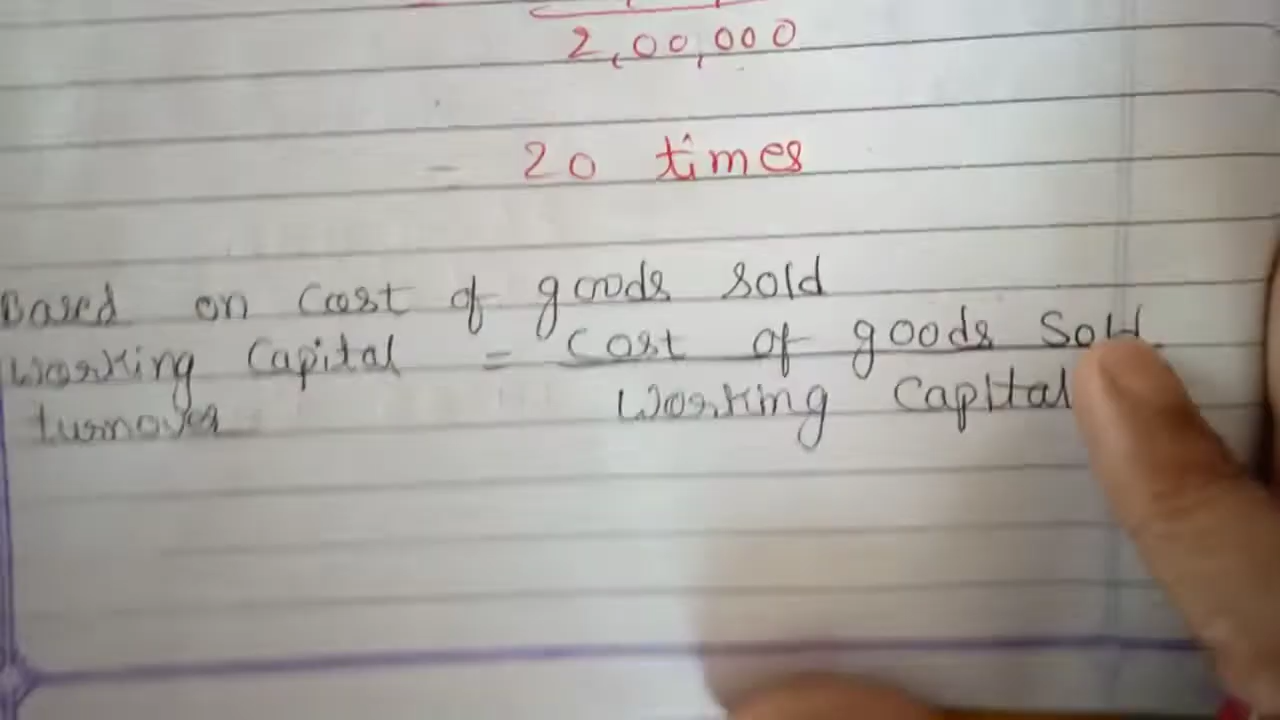 2,00,000
= 20 times
Based on Cost of goods sold
Working Capital = Cost of goods Sold
turnover Working Capital